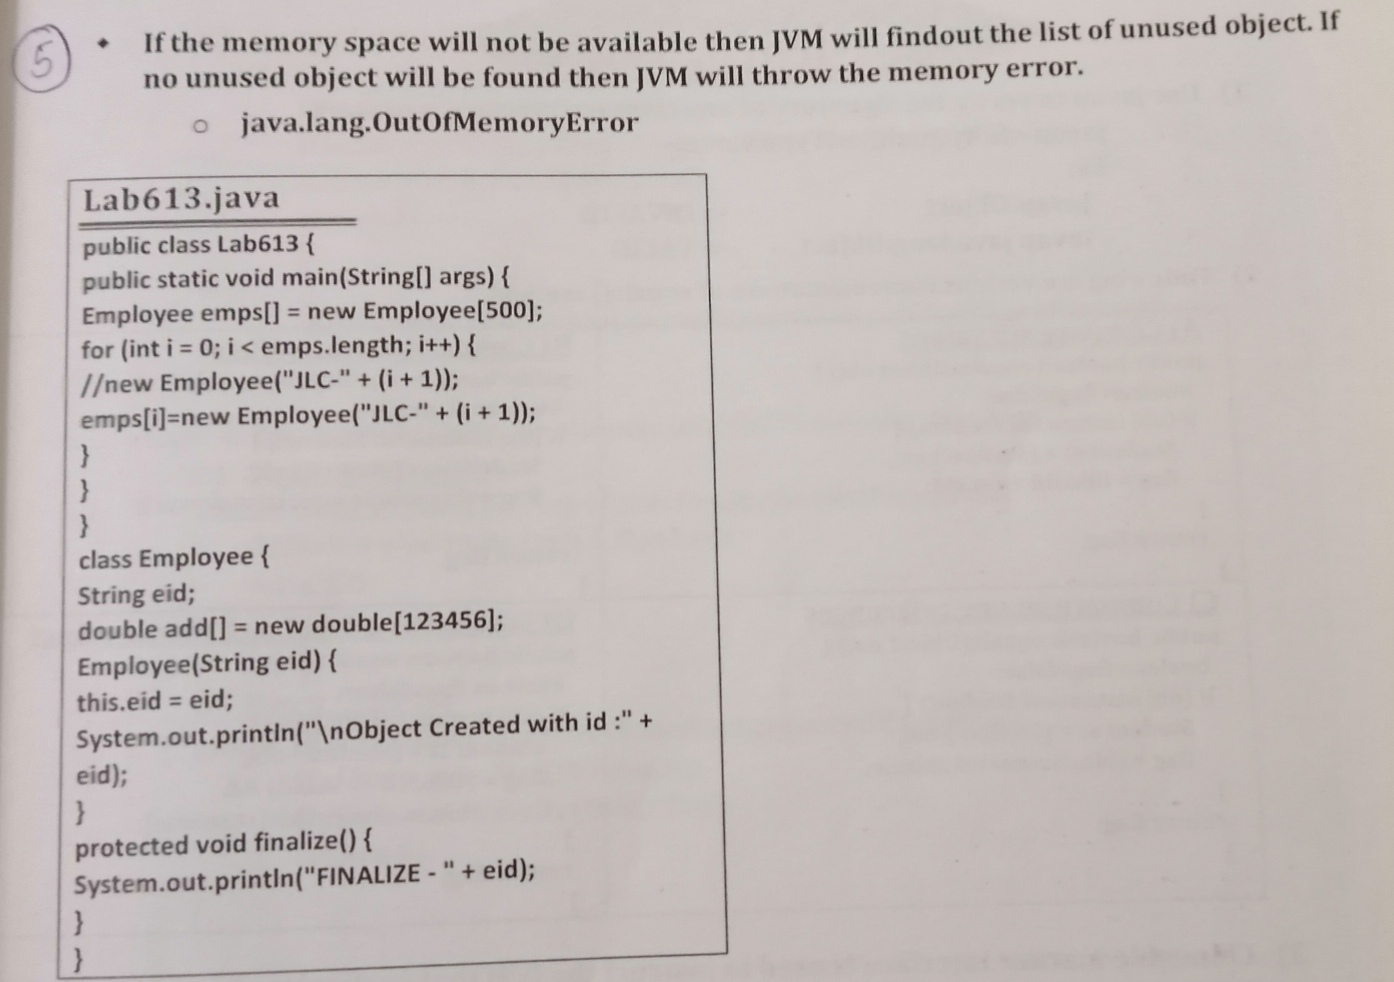 5
• If the memory space will not be available then JVM will findout the list of unused object. If
no unused object will be found then JVM will throw the memory error.
o java.lang.OutOfMemoryError
Lab613.java
public class Lab613 {
public static void main(String[] args) {
Employee emps[] = new Employee[500];
for (int i = 0; i < emps.length; i++) {
//new Employee("JLC-" + (i + 1));
emps[i]=new Employee("JLC-" + (i + 1));
}
}
}
class Employee {
String eid;
double add[] = new double[123456];
Employee(String eid) {
this.eid = eid;
System.out.println("\nObject Created with id :" +
eid);
}
protected void finalize() {
System.out.println("FINALIZE - " + eid);
}
}